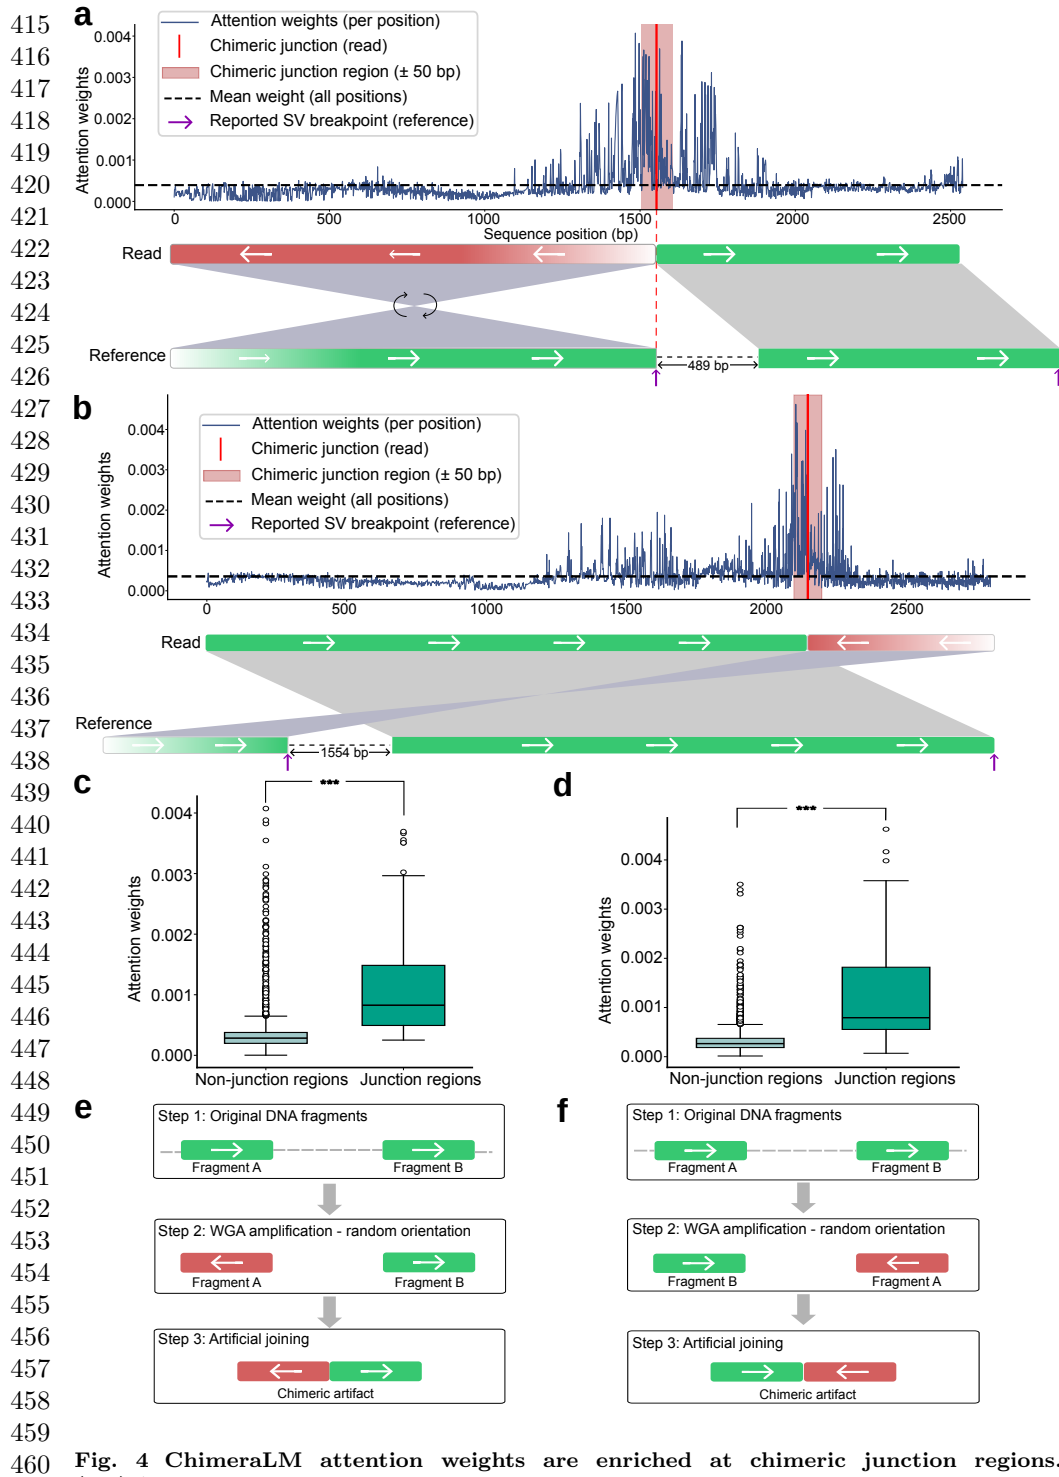 415
416
417
418
419
420
421
422
423
424
425
426
427
428
429
430
431
432
433
434
435
436
437
438
439
440
441
442
443
444
445
446
447
448
449
450
451
452
453
454
455
456
457
458
459
460
a
Attention weights (per position)
Chimeric junction (read)
Chimeric junction region (± 50 bp)
Mean weight (all positions)
Reported SV breakpoint (reference)
Attention weights
0.004
0.003
0.002
0.001
0.000
0 500 1000 1500 2000 2500
Sequence position (bp)
Read
Reference
489 bp
b
Attention weights (per position)
Chimeric junction (read)
Chimeric junction region (± 50 bp)
Mean weight (all positions)
Reported SV breakpoint (reference)
Attention weights
0.004
0.003
0.002
0.001
0.000
0 500 1000 1500 2000 2500
Read
Reference
1554 bp
c
***
Attention weights
0.004
0.003
0.002
0.001
0.000
Non-junction regions Junction regions
d
***
Attention weights
0.004
0.003
0.002
0.001
0.000
Non-junction regions Junction regions
e
Step 1: Original DNA fragments
Fragment A Fragment B
Step 2: WGA amplification - random orientation
Fragment A Fragment B
Step 3: Artificial joining
Chimeric artifact
f
Step 1: Original DNA fragments
Fragment A Fragment B
Step 2: WGA amplification - random orientation
Fragment B Fragment A
Step 3: Artificial joining
Chimeric artifact
Fig. 4 ChimeraLM attention weights are enriched at chimeric junction regions.